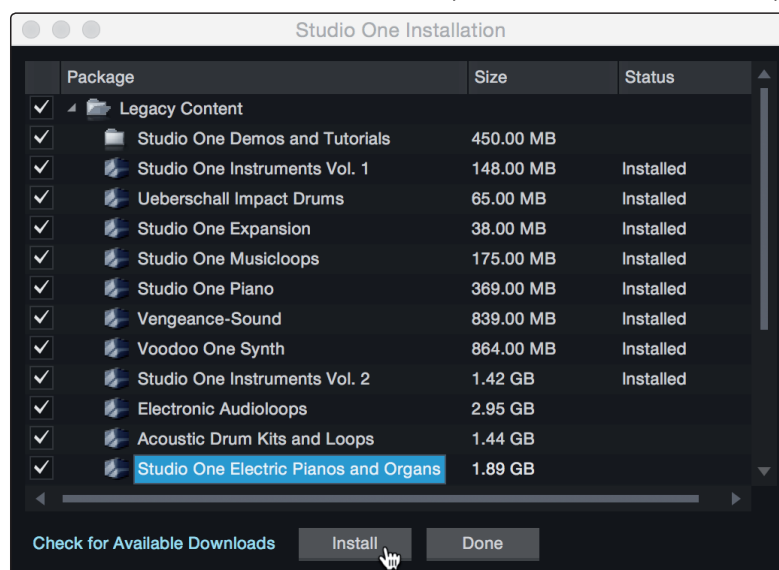 Studio One Installation
Package Size Status
Legacy Content
Studio One Demos and Tutorials 450.00 MB
Studio One Instruments Vol. 1 148.00 MB Installed
Ueberschall Impact Drums 65.00 MB Installed
Studio One Expansion 38.00 MB Installed
Studio One Musicloops 175.00 MB Installed
Studio One Piano 369.00 MB Installed
Vengeance-Sound 839.00 MB Installed
Voodoo One Synth 864.00 MB Installed
Studio One Instruments Vol. 2 1.42 GB Installed
Electronic Audioloops 2.95 GB
Acoustic Drum Kits and Loops 1.44 GB
Studio One Electric Pianos and Organs 1.89 GB
Check for Available Downloads Install Done